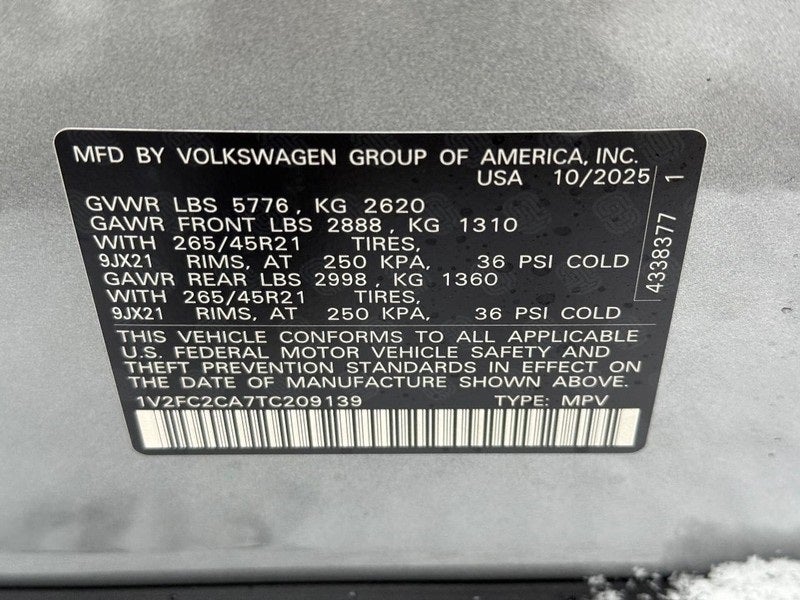 MFD BY VOLKSWAGEN GROUP OF AMERICA, INC.
USA 10/2025
GVWR LBS 5776, KG 2620
GAWR FRONT LBS 2888, KG 1310
WITH 265/45R21 TIRES,
9JX21 RIMS, AT 250 KPA, 36 PSI COLD
GAWR REAR LBS 2998, KG 1360
WITH 265/45R21 TIRES,
9JX21 RIMS, AT 250 KPA, 36 PSI COLD
THIS VEHICLE CONFORMS TO ALL APPLICABLE
U.S. FEDERAL MOTOR VEHICLE SAFETY AND
THEFT PREVENTION STANDARDS IN EFFECT ON
THE DATE OF MANUFACTURE SHOWN ABOVE.
1V2FC2CA7TC209139 TYPE: MPV
4338377 1